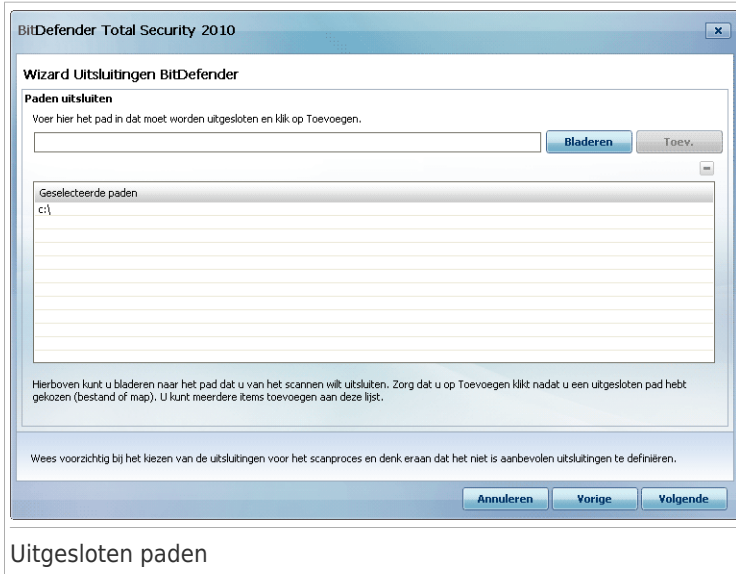 BitDefender Total Security 2010
Wizard Uitsluitingen BitDefender
Paden uitsluiten
Voer hier het pad in dat moet worden uitgesloten en klik op Toevoegen.
Bladeren
Toev.
Geselecteerde paden
c:\
Hierboven kunt u bladeren naar het pad dat u van het scannen wilt uitsluiten. Zorg dat u op Toevoegen klikt nadat u een uitgesloten pad hebt
gekozen (bestand of map). U kunt meerdere items toevoegen aan deze lijst.
Wees voorzichtig bij het kiezen van de uitsluitingen voor het scanproces en denk eraan dat het niet is aanbevolen uitsluitingen te definiëren.
Annuleren
Vorige
Volgende
Uitgesloten paden